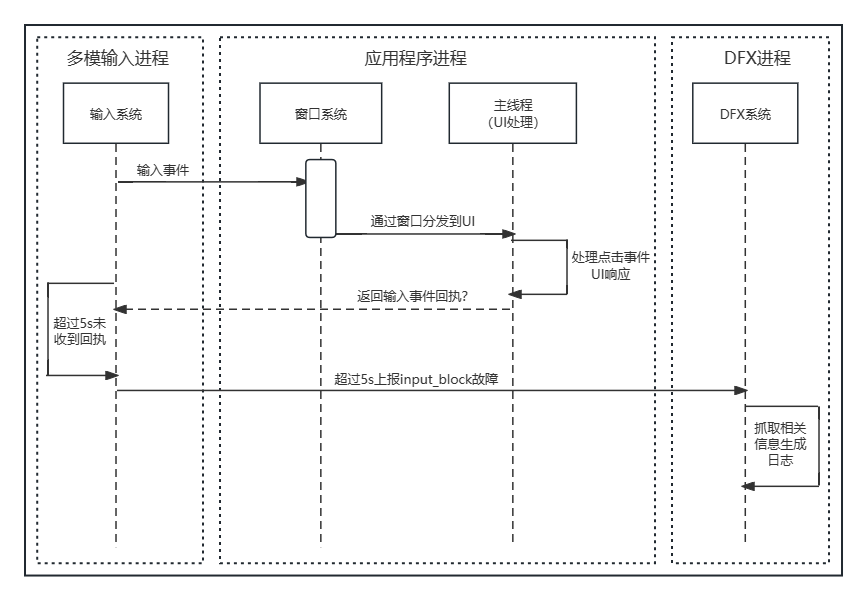 多模输入进程
应用程序进程
DFX进程
输入系统
窗口系统
主线程
（UI处理）
DFX系统
输入事件
通过窗口分发到UI
处理点击事件
UI响应
返回输入事件回执？
超过5s未
收到回执
超过5s上报input_block故障
抓取相关
信息生成
日志